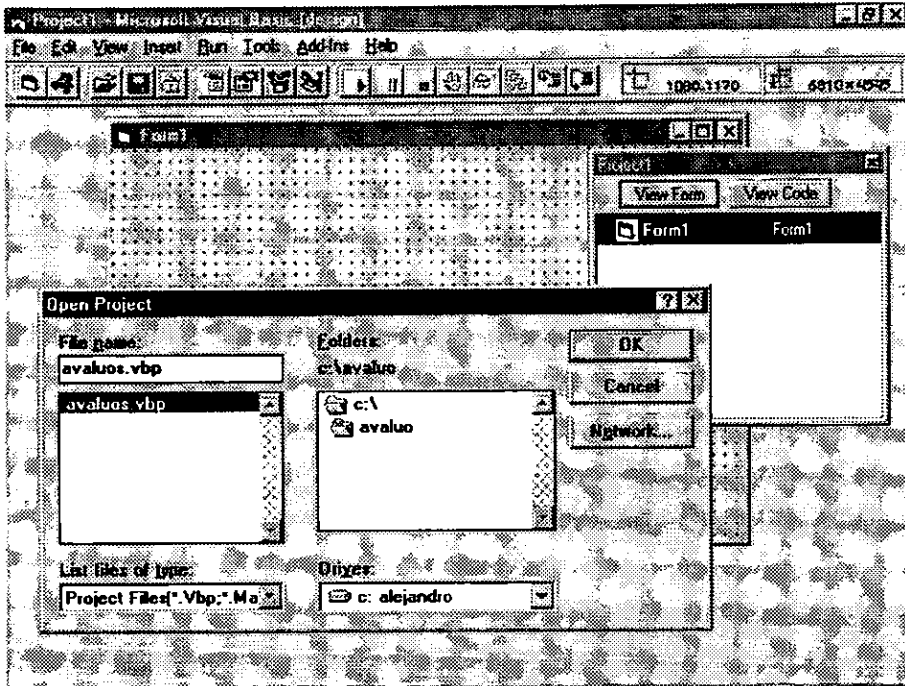 Project1 - Microsoft Visual Basic [design]
File Edit View Insert Run Tools Add-Ins Help
1080,1170 6810×4595
Form1
Project1
View Form View Code
Form1 Form1
Open Project
File name: Folders:
avaluos.vbp c:\avaluo
OK
avaluos.vbp c:\
Cancel
avaluo
Network...
List files of type: Drives:
Project Files(*.Vbp;*.Ma c: alejandro